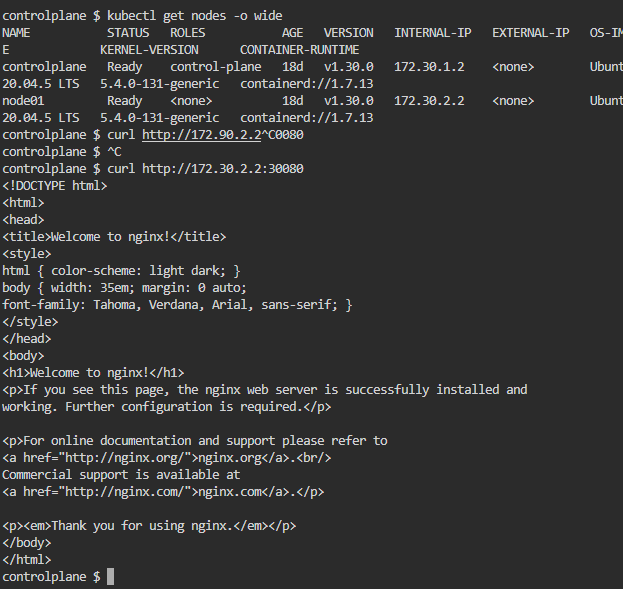 controlplane $ kubectl get nodes -o wide
NAME STATUS ROLES AGE VERSION INTERNAL-IP EXTERNAL-IP OS-IM
E KERNEL-VERSION CONTAINER-RUNTIME
controlplane Ready control-plane 18d v1.30.0 172.30.1.2 <none> Ubunt
20.04.5 LTS 5.4.0-131-generic containerd://1.7.13
node01 Ready <none> 18d v1.30.0 172.30.2.2 <none> Ubunt
20.04.5 LTS 5.4.0-131-generic containerd://1.7.13
controlplane $ curl http://172.90.2.2^C0080
controlplane $ ^C
controlplane $ curl http://172.30.2.2:30080
<!DOCTYPE html>
<html>
<head>
<title>Welcome to nginx!</title>
<style>
html { color-scheme: light dark; }
body { width: 35em; margin: 0 auto;
font-family: Tahoma, Verdana, Arial, sans-serif; }
</style>
</head>
<body>
<h1>Welcome to nginx!</h1>
<p>If you see this page, the nginx web server is successfully installed and
working. Further configuration is required.</p>
<p>For online documentation and support please refer to
<a href="http://nginx.org/">nginx.org</a>.<br/>
Commercial support is available at
<a href="http://nginx.com/">nginx.com</a>.</p>
<p><em>Thank you for using nginx.</em></p>
</body>
</html>
controlplane $